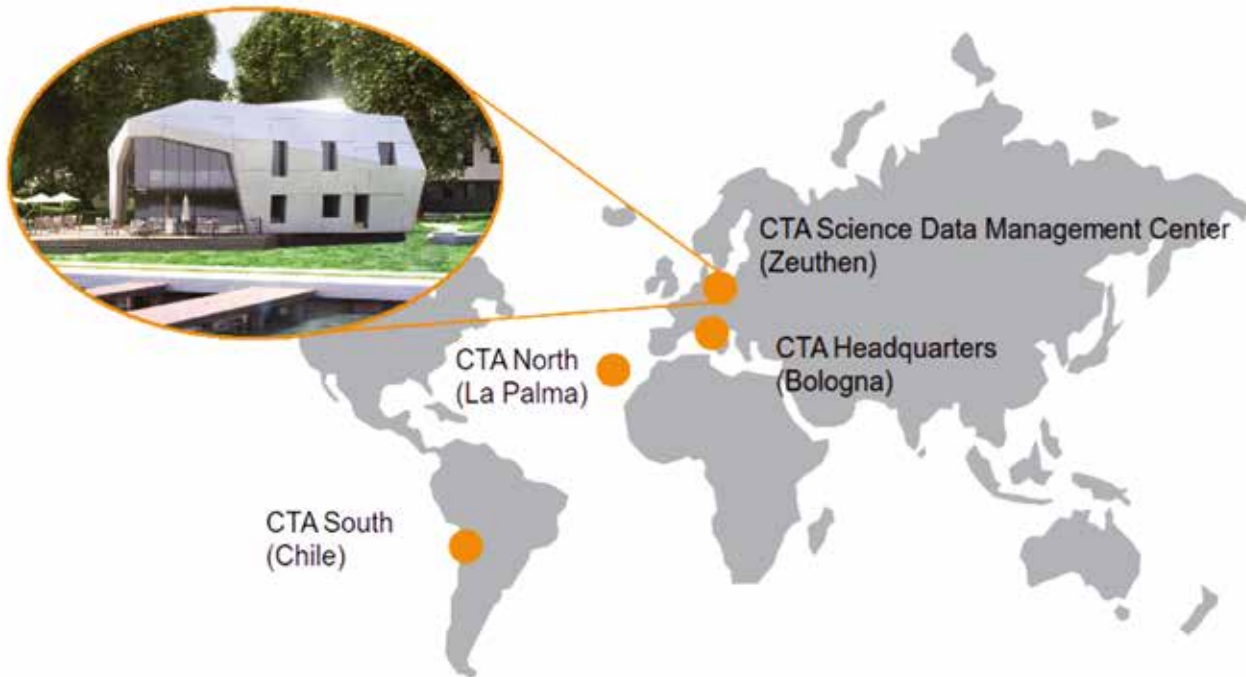 CTA Science Data Management Center
(Zeuthen)
CTA North
(La Palma)
CTA Headquarters
(Bologna)
CTA South
(Chile)